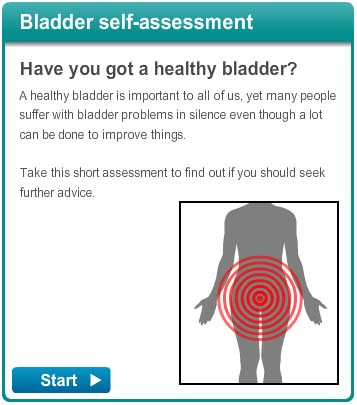 Bladder self-assessment
Have you got a healthy bladder?
A healthy bladder is important to all of us, yet many people
suffer with bladder problems in silence even though a lot
can be done to improve things.
Take this short assessment to find out if you should seek
further advice.
Start